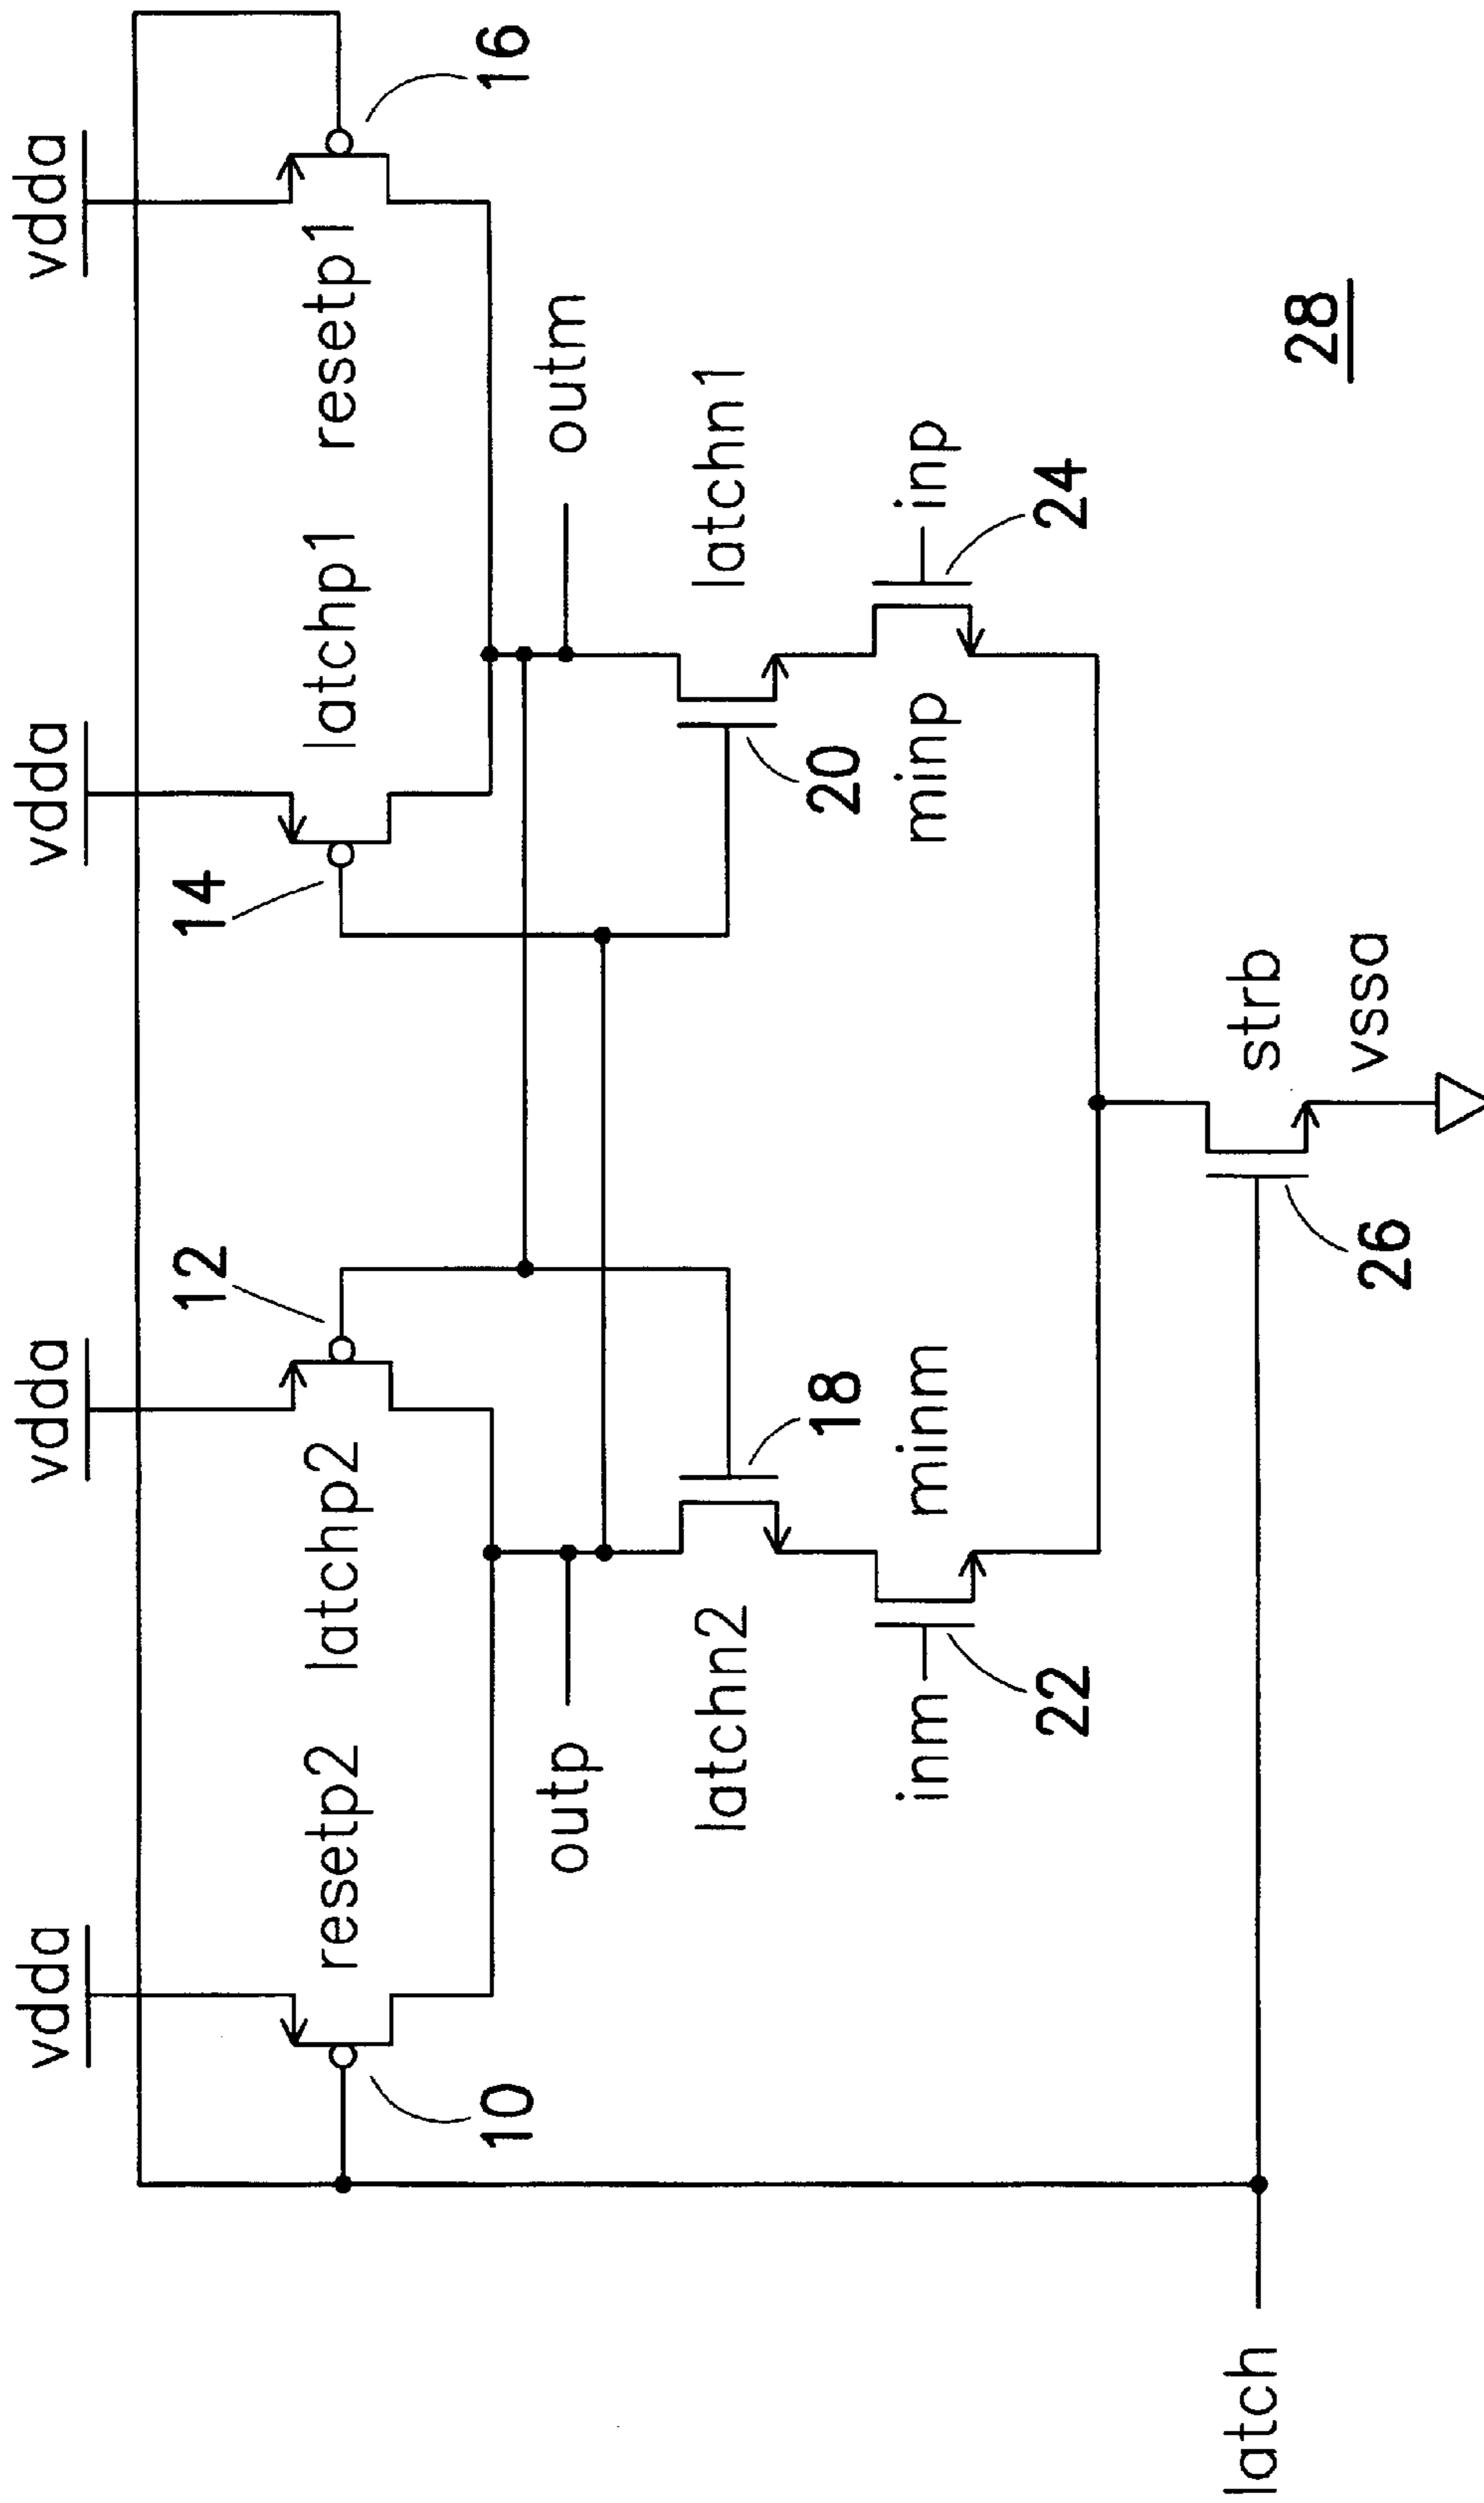 vdda vdda vdda vdda
12 14
resetp2 latchp2 latchp1 resetp1
10 16
outp outm
latchn2 latchn1
18 20
inm minm minp inp
22 24
latch strb 28
26 vssa